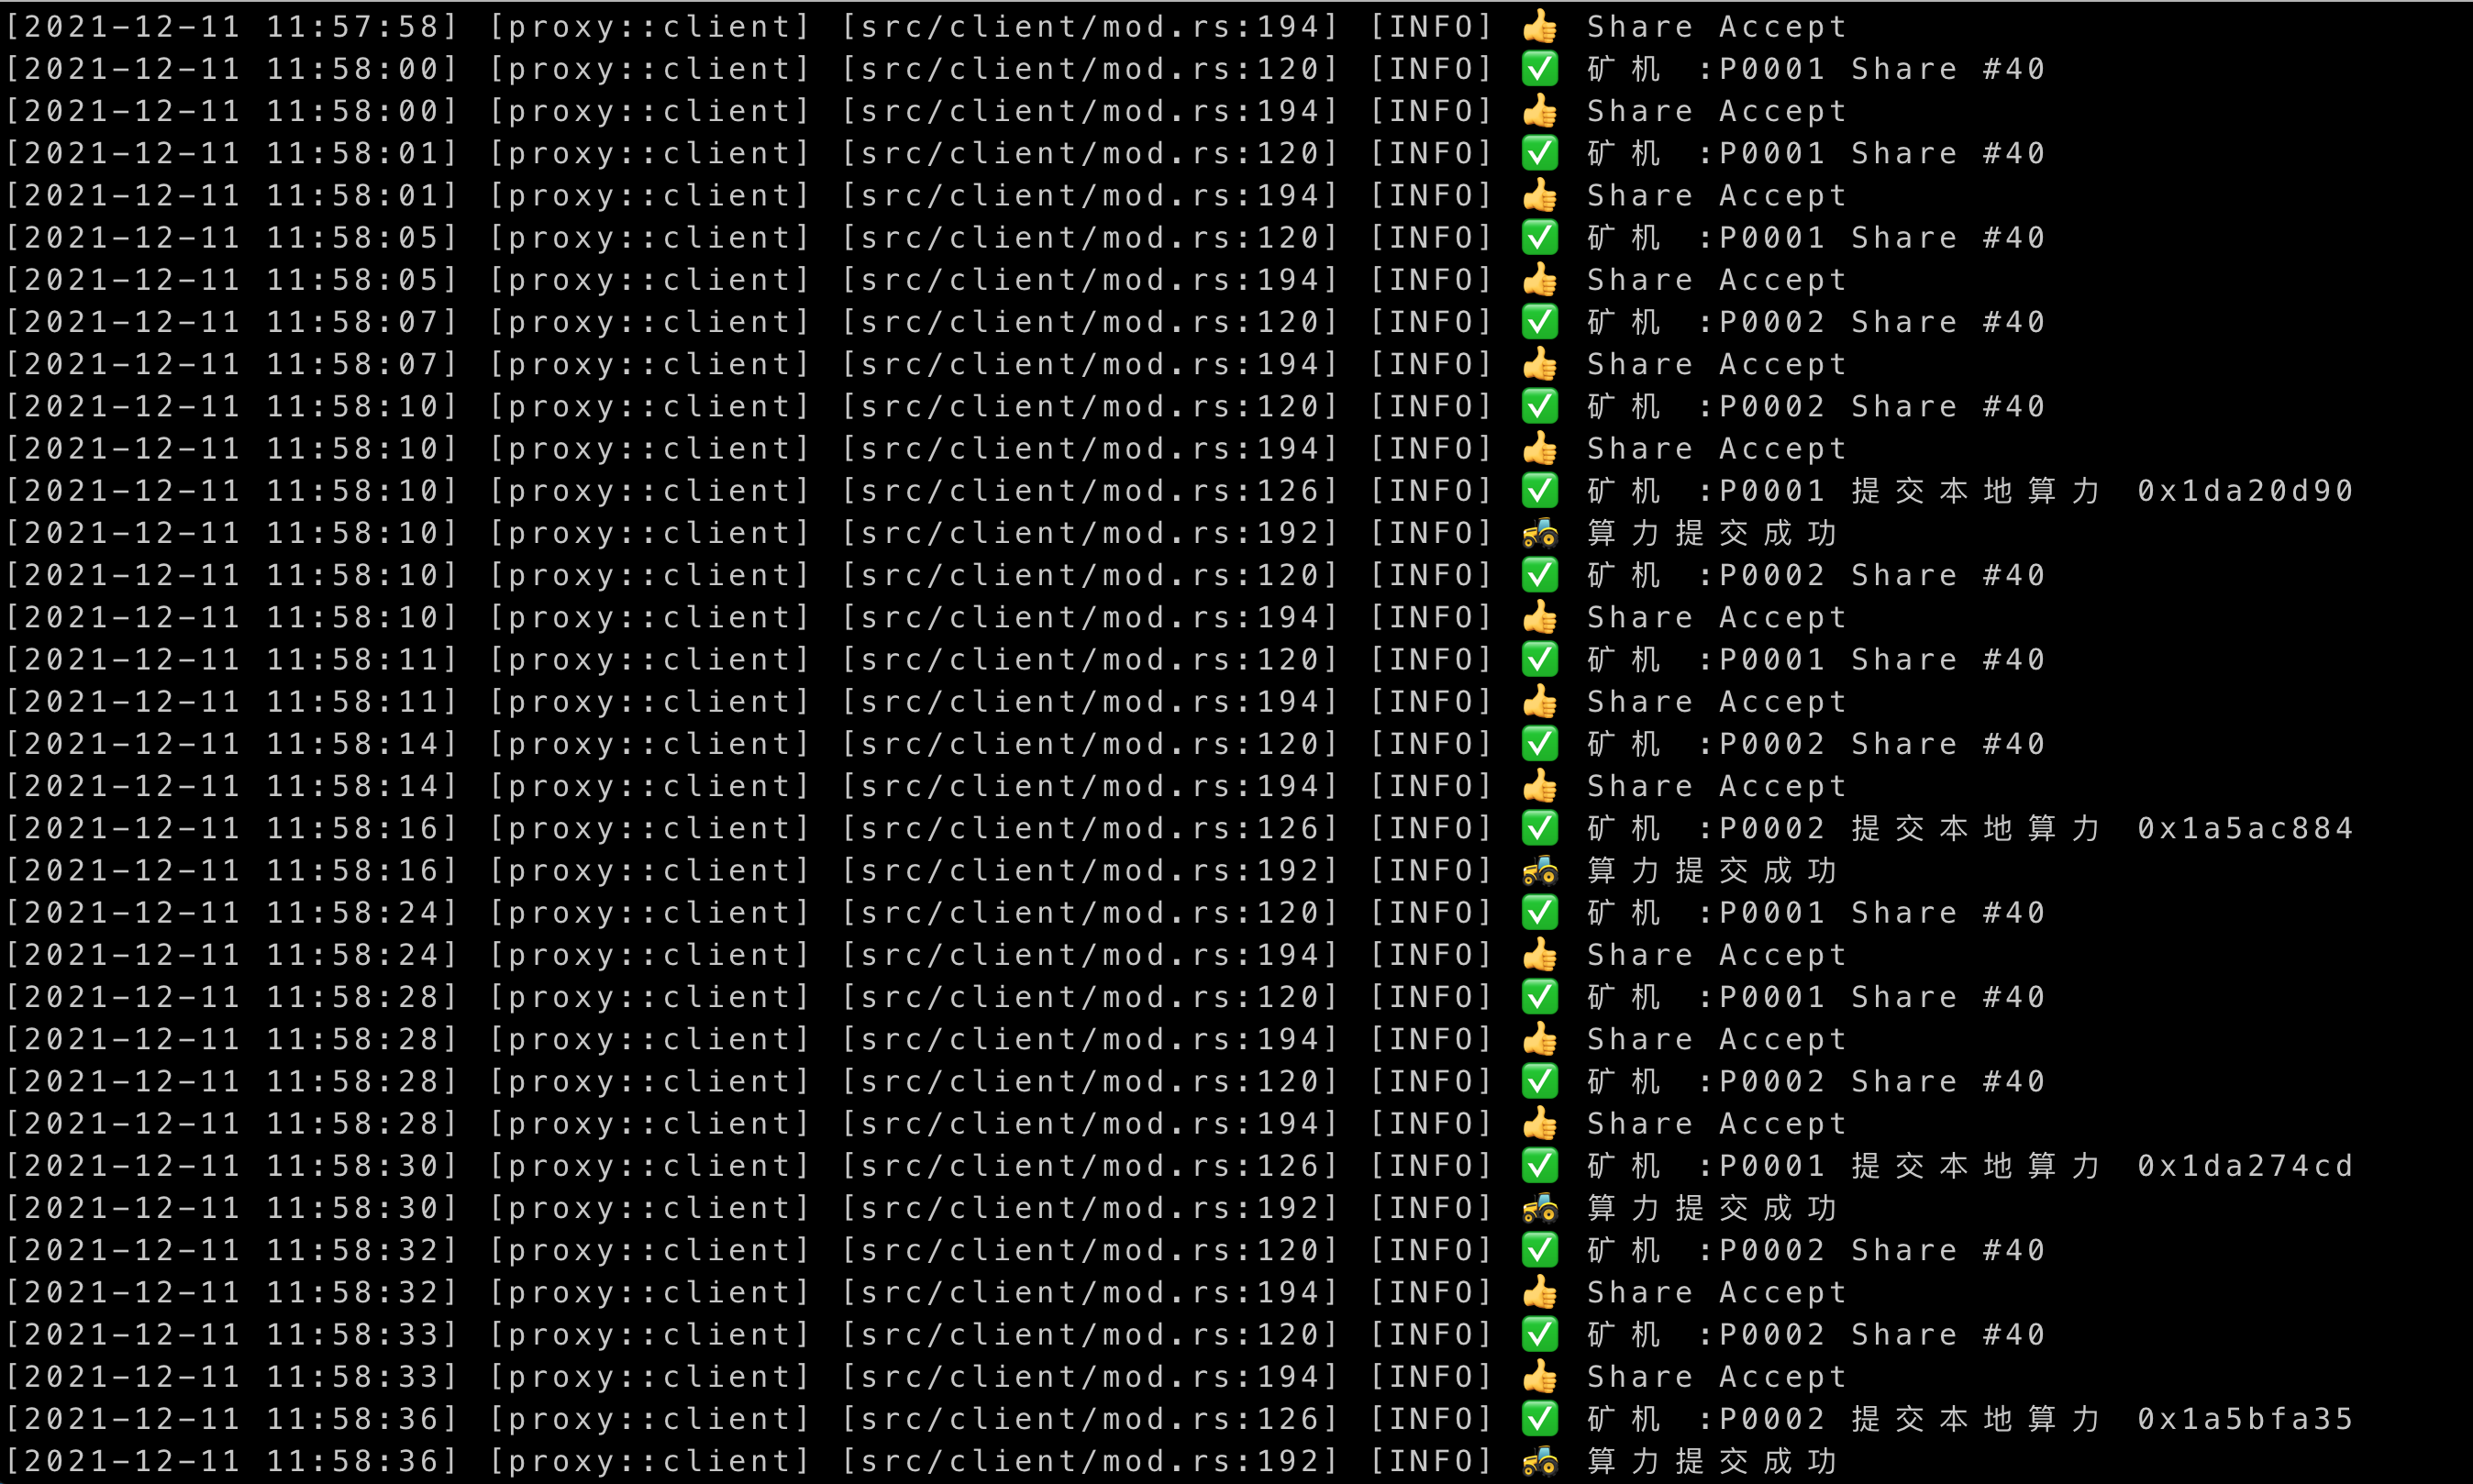 [2021-12-11 11:57:58] [proxy::client] [src/client/mod.rs:194] [INFO] 👍 Share Accept
[2021-12-11 11:58:00] [proxy::client] [src/client/mod.rs:120] [INFO] ✅ 矿机 :P0001 Share #40
[2021-12-11 11:58:00] [proxy::client] [src/client/mod.rs:194] [INFO] 👍 Share Accept
[2021-12-11 11:58:01] [proxy::client] [src/client/mod.rs:120] [INFO] ✅ 矿机 :P0001 Share #40
[2021-12-11 11:58:01] [proxy::client] [src/client/mod.rs:194] [INFO] 👍 Share Accept
[2021-12-11 11:58:05] [proxy::client] [src/client/mod.rs:120] [INFO] ✅ 矿机 :P0001 Share #40
[2021-12-11 11:58:05] [proxy::client] [src/client/mod.rs:194] [INFO] 👍 Share Accept
[2021-12-11 11:58:07] [proxy::client] [src/client/mod.rs:120] [INFO] ✅ 矿机 :P0002 Share #40
[2021-12-11 11:58:07] [proxy::client] [src/client/mod.rs:194] [INFO] 👍 Share Accept
[2021-12-11 11:58:10] [proxy::client] [src/client/mod.rs:120] [INFO] ✅ 矿机 :P0002 Share #40
[2021-12-11 11:58:10] [proxy::client] [src/client/mod.rs:194] [INFO] 👍 Share Accept
[2021-12-11 11:58:10] [proxy::client] [src/client/mod.rs:126] [INFO] ✅ 矿机 :P0001 提交本地算力 0x1da20d90
[2021-12-11 11:58:10] [proxy::client] [src/client/mod.rs:192] [INFO] 🚜 算力提交成功
[2021-12-11 11:58:10] [proxy::client] [src/client/mod.rs:120] [INFO] ✅ 矿机 :P0002 Share #40
[2021-12-11 11:58:10] [proxy::client] [src/client/mod.rs:194] [INFO] 👍 Share Accept
[2021-12-11 11:58:11] [proxy::client] [src/client/mod.rs:120] [INFO] ✅ 矿机 :P0001 Share #40
[2021-12-11 11:58:11] [proxy::client] [src/client/mod.rs:194] [INFO] 👍 Share Accept
[2021-12-11 11:58:14] [proxy::client] [src/client/mod.rs:120] [INFO] ✅ 矿机 :P0002 Share #40
[2021-12-11 11:58:14] [proxy::client] [src/client/mod.rs:194] [INFO] 👍 Share Accept
[2021-12-11 11:58:16] [proxy::client] [src/client/mod.rs:126] [INFO] ✅ 矿机 :P0002 提交本地算力 0x1a5ac884
[2021-12-11 11:58:16] [proxy::client] [src/client/mod.rs:192] [INFO] 🚜 算力提交成功
[2021-12-11 11:58:24] [proxy::client] [src/client/mod.rs:120] [INFO] ✅ 矿机 :P0001 Share #40
[2021-12-11 11:58:24] [proxy::client] [src/client/mod.rs:194] [INFO] 👍 Share Accept
[2021-12-11 11:58:28] [proxy::client] [src/client/mod.rs:120] [INFO] ✅ 矿机 :P0001 Share #40
[2021-12-11 11:58:28] [proxy::client] [src/client/mod.rs:194] [INFO] 👍 Share Accept
[2021-12-11 11:58:28] [proxy::client] [src/client/mod.rs:120] [INFO] ✅ 矿机 :P0002 Share #40
[2021-12-11 11:58:28] [proxy::client] [src/client/mod.rs:194] [INFO] 👍 Share Accept
[2021-12-11 11:58:30] [proxy::client] [src/client/mod.rs:126] [INFO] ✅ 矿机 :P0001 提交本地算力 0x1da274cd
[2021-12-11 11:58:30] [proxy::client] [src/client/mod.rs:192] [INFO] 🚜 算力提交成功
[2021-12-11 11:58:32] [proxy::client] [src/client/mod.rs:120] [INFO] ✅ 矿机 :P0002 Share #40
[2021-12-11 11:58:32] [proxy::client] [src/client/mod.rs:194] [INFO] 👍 Share Accept
[2021-12-11 11:58:33] [proxy::client] [src/client/mod.rs:120] [INFO] ✅ 矿机 :P0002 Share #40
[2021-12-11 11:58:33] [proxy::client] [src/client/mod.rs:194] [INFO] 👍 Share Accept
[2021-12-11 11:58:36] [proxy::client] [src/client/mod.rs:126] [INFO] ✅ 矿机 :P0002 提交本地算力 0x1a5bfa35
[2021-12-11 11:58:36] [proxy::client] [src/client/mod.rs:192] [INFO] 🚜 算力提交成功